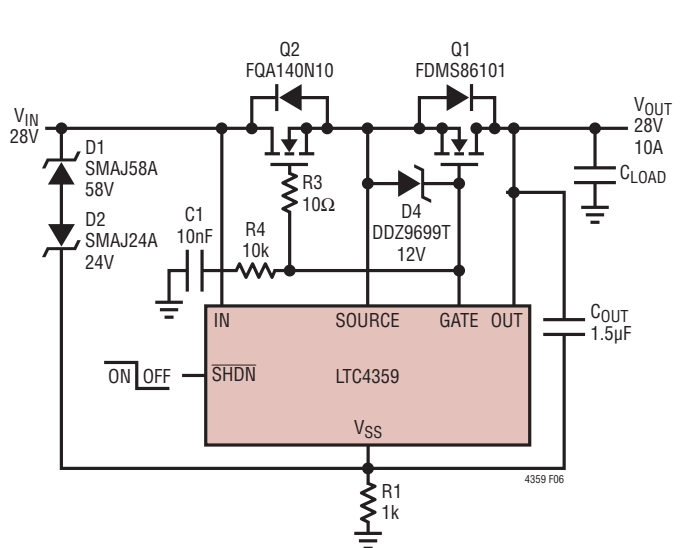 Q2
FQA140N10
Q1
FDMS86101
VIN
28V
VOUT
28V
10A
D1
SMAJ58A
58V
CLOAD
R3
10Ω
D4
DDZ9699T
12V
D2
SMAJ24A
24V
C1
10nF
R4
10k
IN
SOURCE
GATE
OUT
COUT
1.5µF
ON
OFF
SHDN
LTC4359
VSS
4359 F06
R1
1k